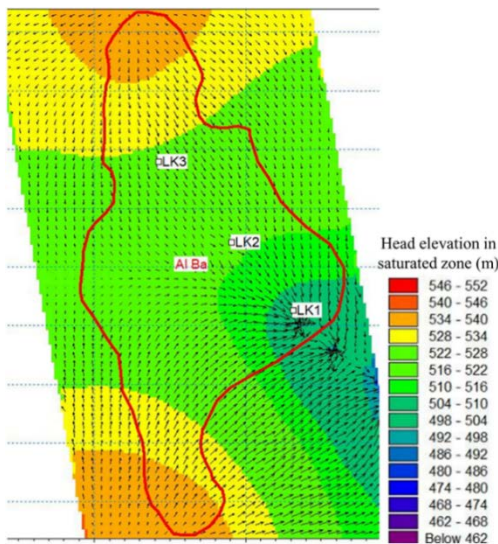 LK3
LK2
Al Ba
LK1
Head elevation in
saturated zone (m)
546 - 552
540 - 546
534 - 540
528 - 534
522 - 528
516 - 522
510 - 516
504 - 510
498 - 504
492 - 498
486 - 492
480 - 486
474 - 480
468 - 474
462 - 468
Below 462